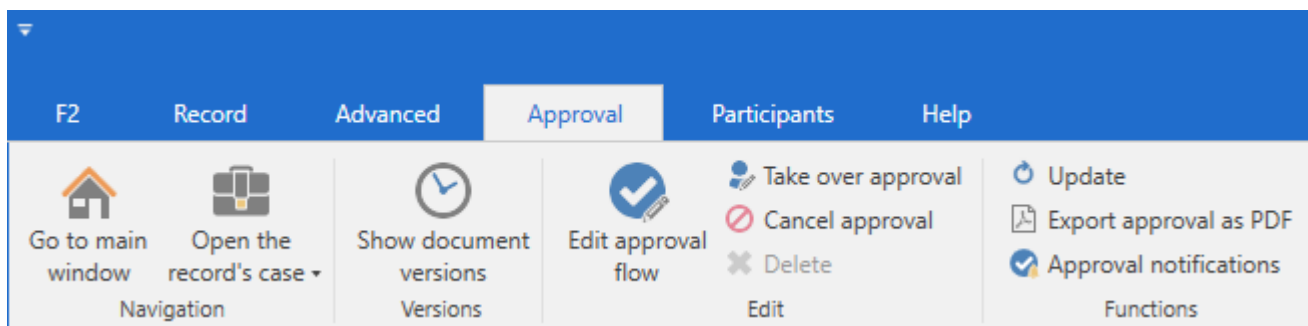 F2 Record Advanced Approval Participants Help
Go to main window
Open the record's case
Navigation
Show document versions
Versions
Edit approval flow
Take over approval
Cancel approval
Delete
Edit
Update
Export approval as PDF
Approval notifications
Functions